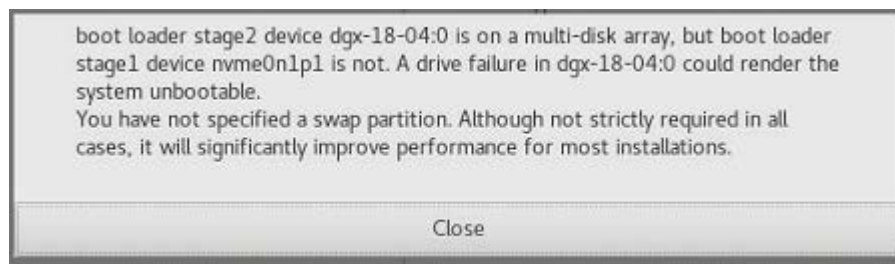 boot loader stage2 device dgx-18-04:0 is on a multi-disk array, but boot loader
stage1 device nvme0n1p1 is not. A drive failure in dgx-18-04:0 could render the
system unbootable.
You have not specified a swap partition. Although not strictly required in all
cases, it will significantly improve performance for most installations.
Close